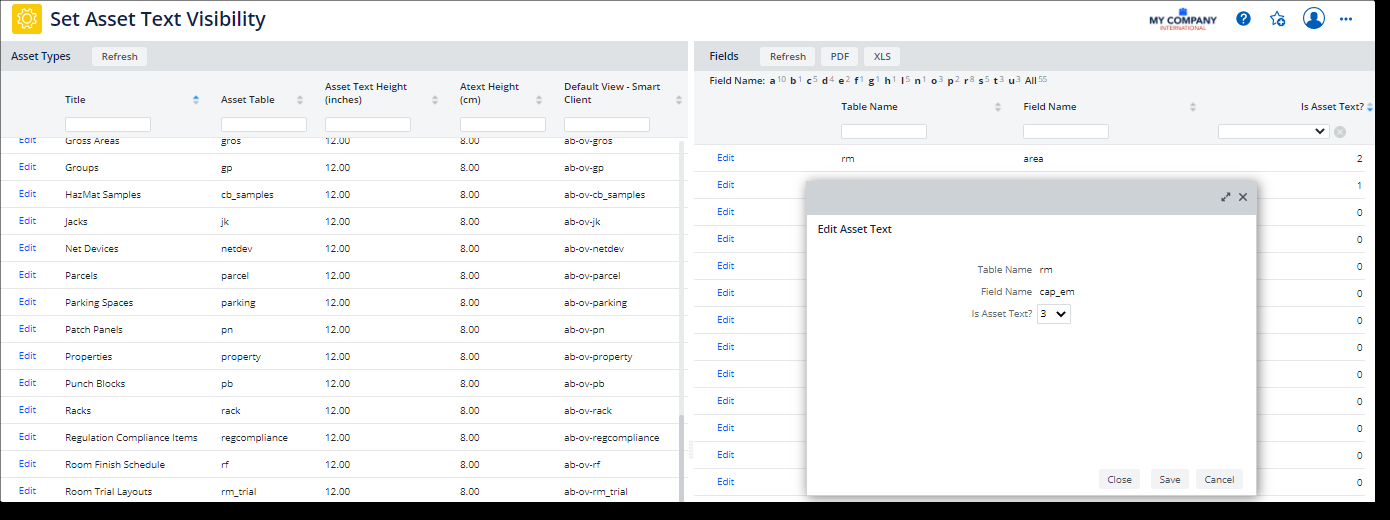 Set Asset Text Visibility
MY COMPANY
INTERNATIONAL
Asset Types Refresh
Title Asset Table Asset Text Height (inches) Atext Height (cm) Default View - Smart Client
Edit Gross Areas gros 12.00 8.00 ab-ov-gros
Edit Groups gp 12.00 8.00 ab-ov-gp
Edit HazMat Samples cb_samples 12.00 8.00 ab-ov-cb_samples
Edit Jacks jk 12.00 8.00 ab-ov-jk
Edit Net Devices netdev 12.00 8.00 ab-ov-netdev
Edit Parcels parcel 12.00 8.00 ab-ov-parcel
Edit Parking Spaces parking 12.00 8.00 ab-ov-parking
Edit Patch Panels pn 12.00 8.00 ab-ov-pn
Edit Properties property 12.00 8.00 ab-ov-property
Edit Punch Blocks pb 12.00 8.00 ab-ov-pb
Edit Racks rack 12.00 8.00 ab-ov-rack
Edit Regulation Compliance Items regcompliance 12.00 8.00 ab-ov-regcompliance
Edit Room Finish Schedule rf 12.00 8.00 ab-ov-rf
Edit Room Trial Layouts rm_trial 12.00 8.00 ab-ov-rm_trial
Fields Refresh PDF XLS
Field Name: a 10 b 1 c 5 d 4 e 2 f 1 g 1 h 1 l 5 n 1 o 3 p 2 r 8 s 5 t 3 u 3 All 55
Table Name Field Name Is Asset Text?
Edit rm area 2
Edit 1
Edit 0
Edit 0
Edit 0
Edit 0
Edit 0
Edit 0
Edit 0
Edit 0
Edit 0
Edit 0
Edit 0
Edit Asset Text
Table Name rm
Field Name cap_em
Is Asset Text? 3
Close Save Cancel